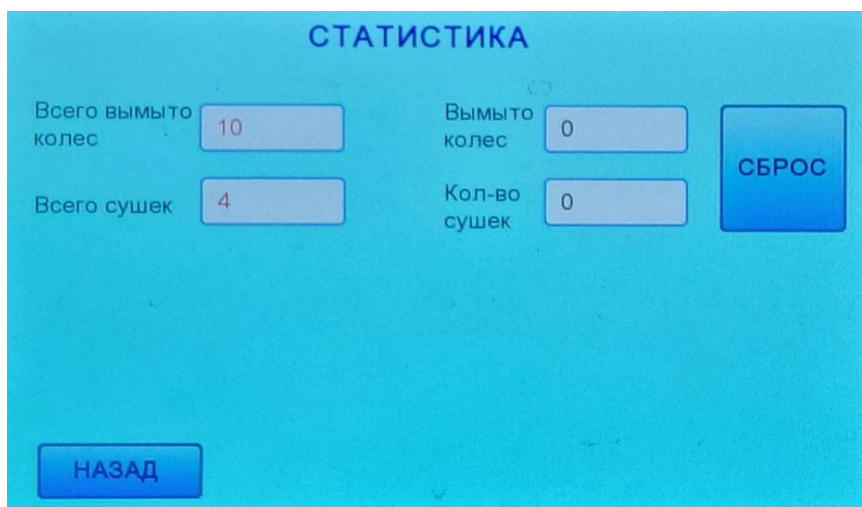 СТАТИСТИКА
Всего вымыто
колес
10
Вымыто
колес
0
СБРОС
Всего сушек
4
Кол-во
сушек
0
НАЗАД